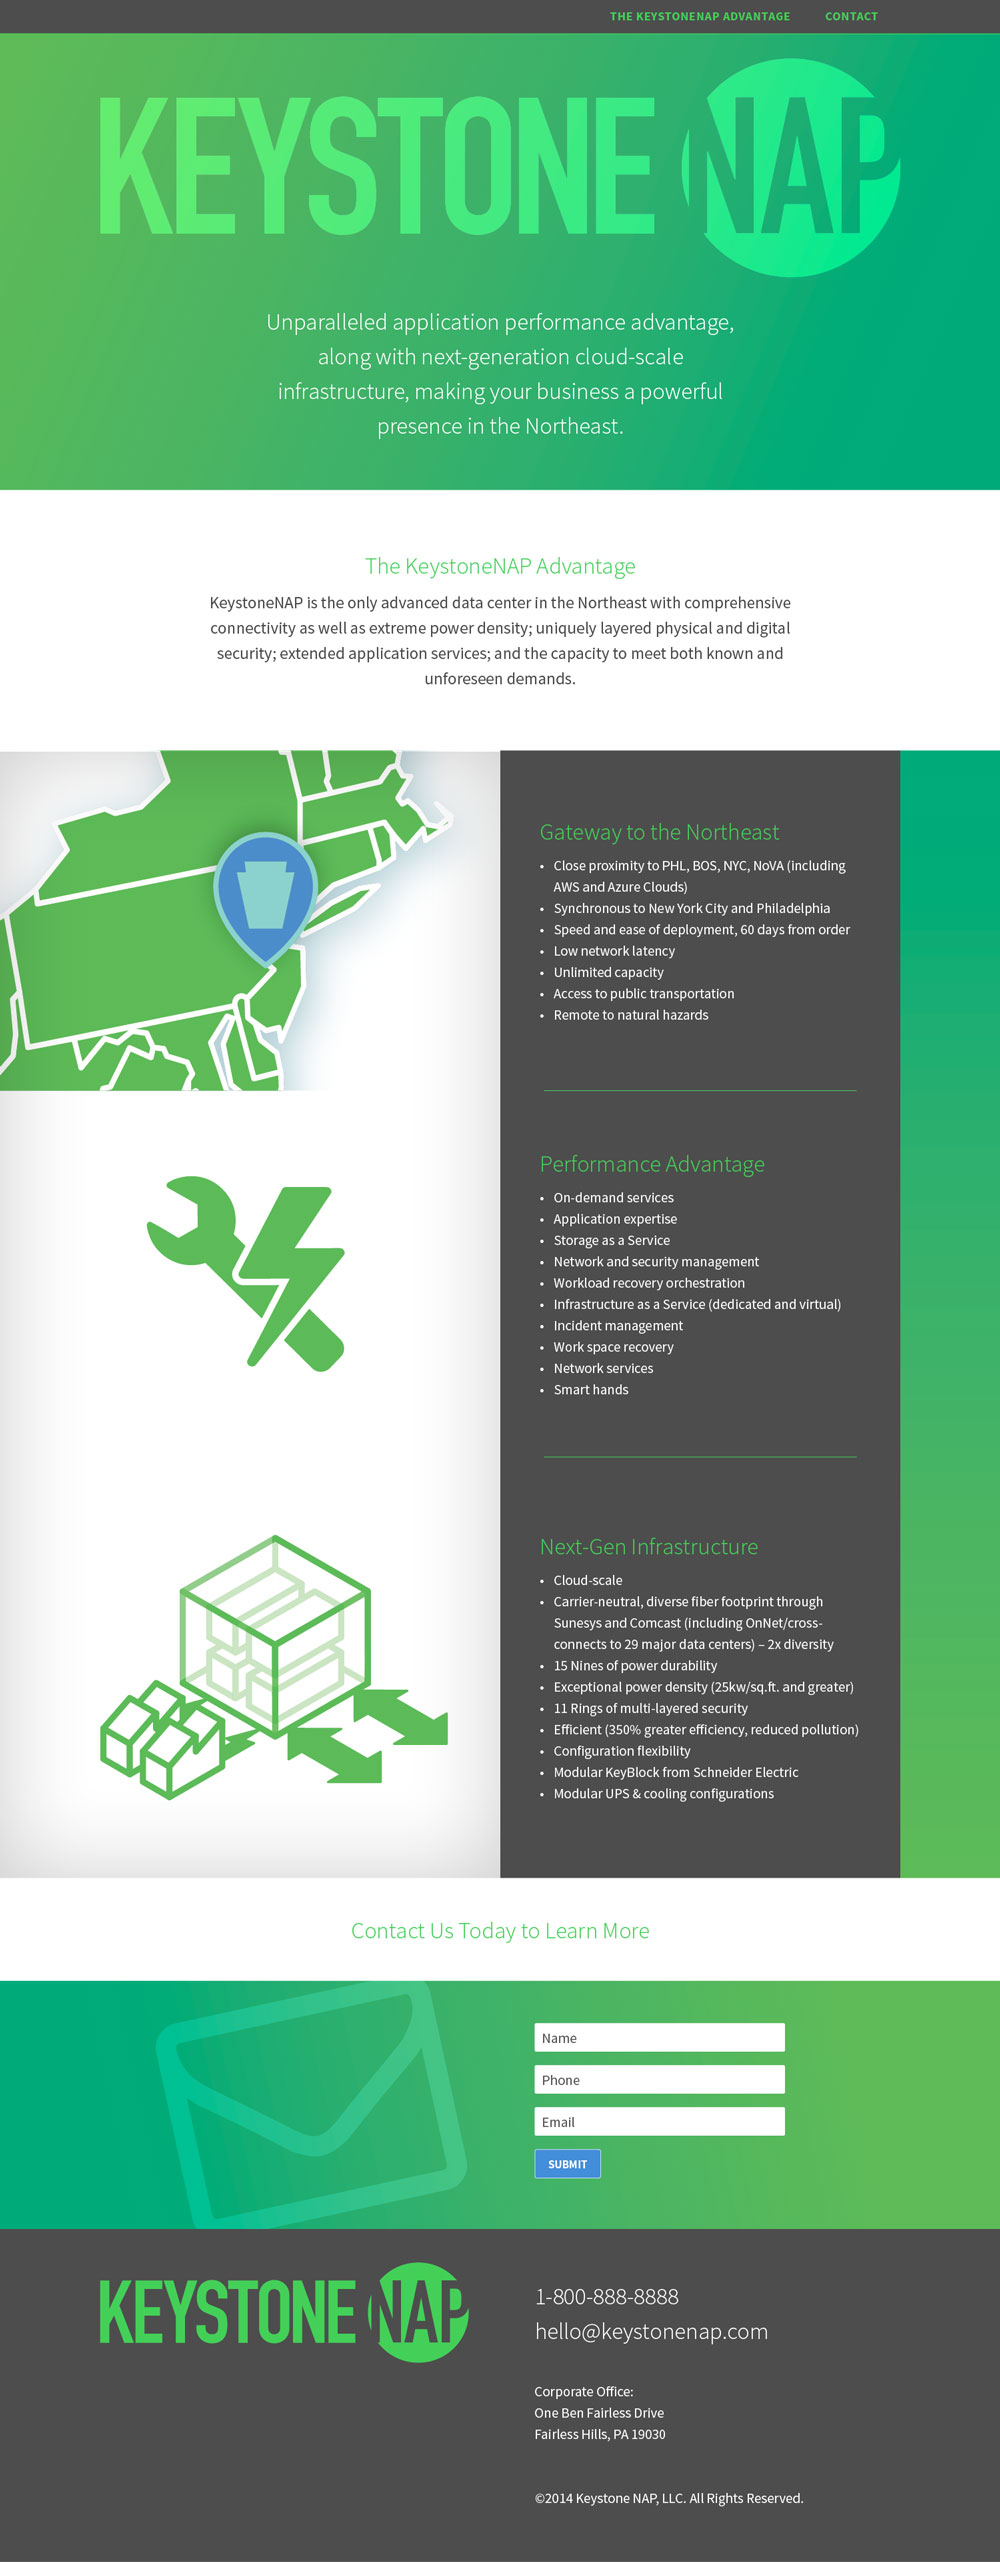 THE KEYSTONENAP ADVANTAGE CONTACT
KEYSTONE NAP
Unparalleled application performance advantage,
along with next-generation cloud-scale
infrastructure, making your business a powerful
presence in the Northeast.
The KeystoneNAP Advantage
KeystoneNAP is the only advanced data center in the Northeast with comprehensive
connectivity as well as extreme power density; uniquely layered physical and digital
security; extended application services; and the capacity to meet both known and
unforeseen demands.
Gateway to the Northeast
• Close proximity to PHL, BOS, NYC, NoVA (including
AWS and Azure Clouds)
• Synchronous to New York City and Philadelphia
• Speed and ease of deployment, 60 days from order
• Low network latency
• Unlimited capacity
• Access to public transportation
• Remote to natural hazards
Performance Advantage
• On-demand services
• Application expertise
• Storage as a Service
• Network and security management
• Workload recovery orchestration
• Infrastructure as a Service (dedicated and virtual)
• Incident management
• Work space recovery
• Network services
• Smart hands
Next-Gen Infrastructure
• Cloud-scale
• Carrier-neutral, diverse fiber footprint through
Sunesys and Comcast (including OnNet/cross-
connects to 29 major data centers) – 2x diversity
• 15 Nines of power durability
• Exceptional power density (25kw/sq.ft. and greater)
• 11 Rings of multi-layered security
• Efficient (350% greater efficiency, reduced pollution)
• Configuration flexibility
• Modular KeyBlock from Schneider Electric
• Modular UPS & cooling configurations
Contact Us Today to Learn More
Name
Phone
Email
SUBMIT
KEYSTONE NAP
1-800-888-8888
hello@keystonenap.com
Corporate Office:
One Ben Fairless Drive
Fairless Hills, PA 19030
©2014 Keystone NAP, LLC. All Rights Reserved.